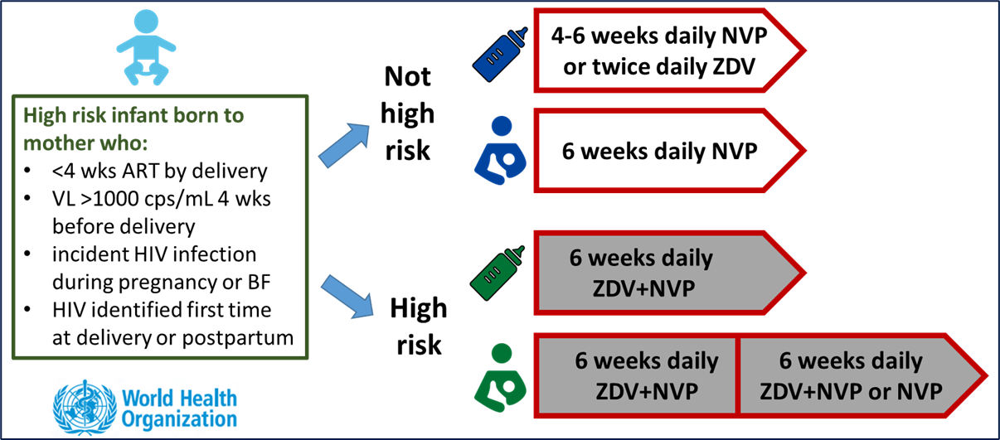 High risk infant born to
mother who:
• <4 wks ART by delivery
• VL >1000 cps/mL 4 wks
before delivery
• incident HIV infection
during pregnancy or BF
• HIV identified first time
at delivery or postpartum
World Health
Organization
Not
high
risk
4-6 weeks daily NVP
or twice daily ZDV
6 weeks daily NVP
High
risk
6 weeks daily
ZDV+NVP
6 weeks daily
ZDV+NVP
6 weeks daily
ZDV+NVP or NVP